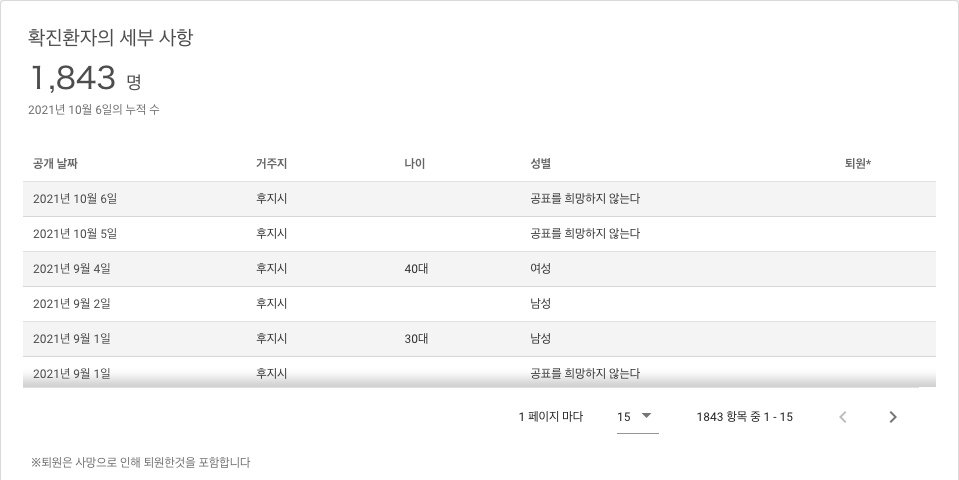 확진환자의 세부 사항
1,843 명
2021년 10월 6일의 누적 수
공개 날짜 거주지 나이 성별 퇴원*
2021년 10월 6일 후지시 공표를 희망하지 않는다
2021년 10월 5일 후지시 공표를 희망하지 않는다
2021년 9월 4일 후지시 40대 여성
2021년 9월 2일 후지시 남성
2021년 9월 1일 후지시 30대 남성
2021년 9월 1일 후지시 공표를 희망하지 않는다
1 페이지 마다 15 1843 항목 중 1 - 15
※퇴원은 사망으로 인해 퇴원한것을 포함합니다